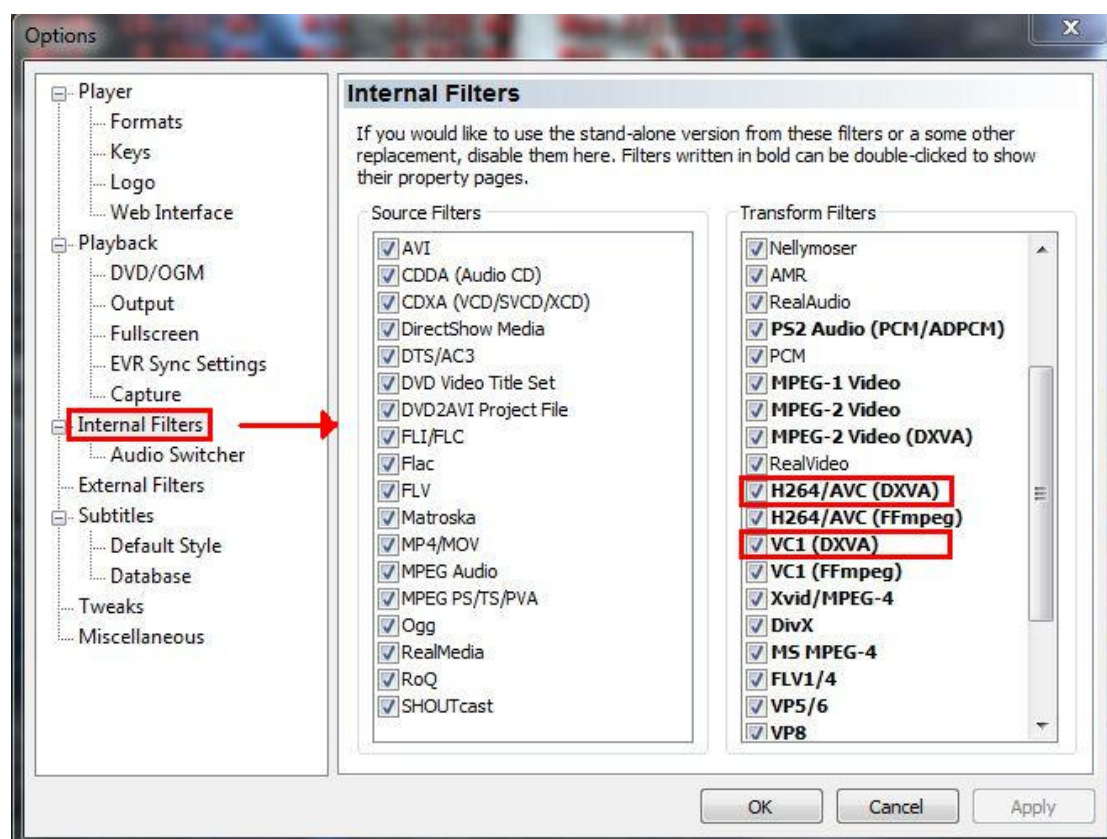 Options
Player
Formats
Keys
Logo
Web Interface
Playback
DVD/OGM
Output
Fullscreen
EVR Sync Settings
Capture
Internal Filters
Audio Switcher
External Filters
Subtitles
Default Style
Database
Tweaks
Miscellaneous
Internal Filters
If you would like to use the stand-alone version from these filters or a some other
replacement, disable them here. Filters written in bold can be double-clicked to show
their property pages.
Source Filters
AVI
CDDA (Audio CD)
CDXA (VCD/SVCD/XCD)
DirectShow Media
DTS/AC3
DVD Video Title Set
DVD2AVI Project File
FLI/FLC
Flac
FLV
Matroska
MP4/MOV
MPEG Audio
MPEG PS/TS/PVA
Ogg
RealMedia
RoQ
SHOUTcast
Transform Filters
Nellymoser
AMR
RealAudio
PS2 Audio (PCM/ADPCM)
PCM
MPEG-1 Video
MPEG-2 Video
MPEG-2 Video (DXVA)
RealVideo
H264/AVC (DXVA)
H264/AVC (FFmpeg)
VC1 (DXVA)
VC1 (FFmpeg)
Xvid/MPEG-4
DivX
MS MPEG-4
FLV1/4
VP5/6
VP8
OK
Cancel
Apply